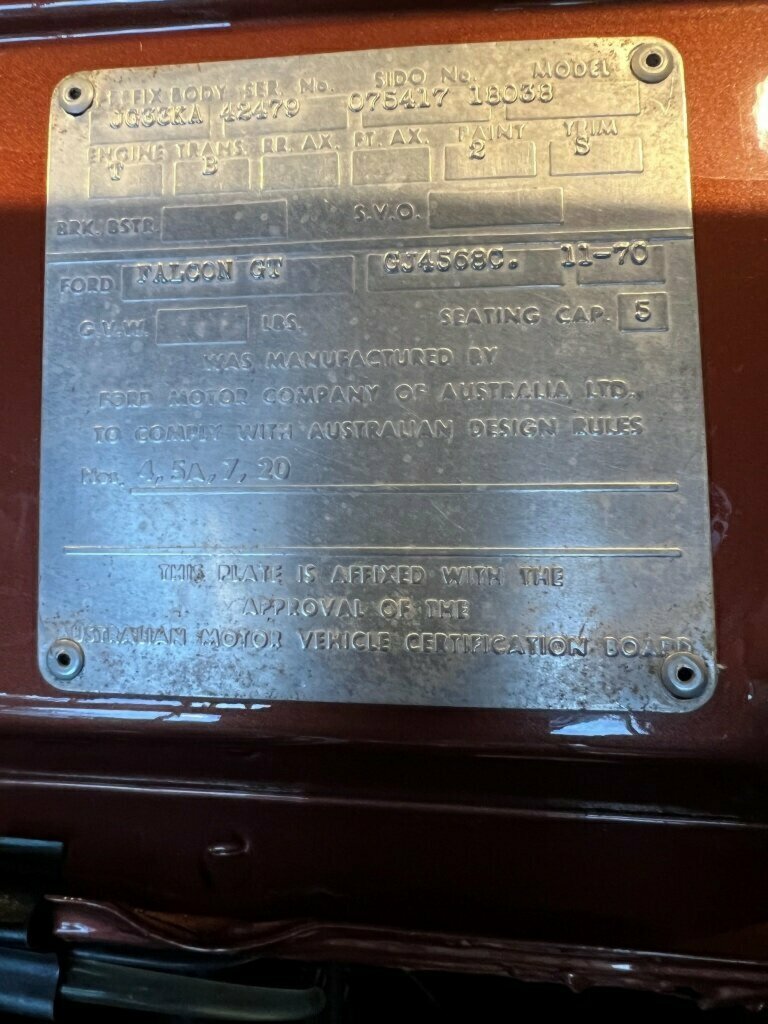 PREFIX BODY SER. No. SIDO No. MODEL
JG33KA 42479 075417 18038
ENGINE TRANS. RR. AX. FT. AX. PAINT TRIM
T B 2 S
BRK. BSTR. S.V.O.
FORD FALCON GT GJ4568C. 11-70
G.V.W. LBS. SEATING CAP. 5
WAS MANUFACTURED BY
FORD MOTOR COMPANY OF AUSTRALIA LTD.,
TO COMPLY WITH AUSTRALIAN DESIGN RULES
Nos. 4, 5A, 7, 20
THIS PLATE IS AFFIXED WITH THE
APPROVAL OF THE
AUSTRALIAN MOTOR VEHICLE CERTIFICATION BOARD